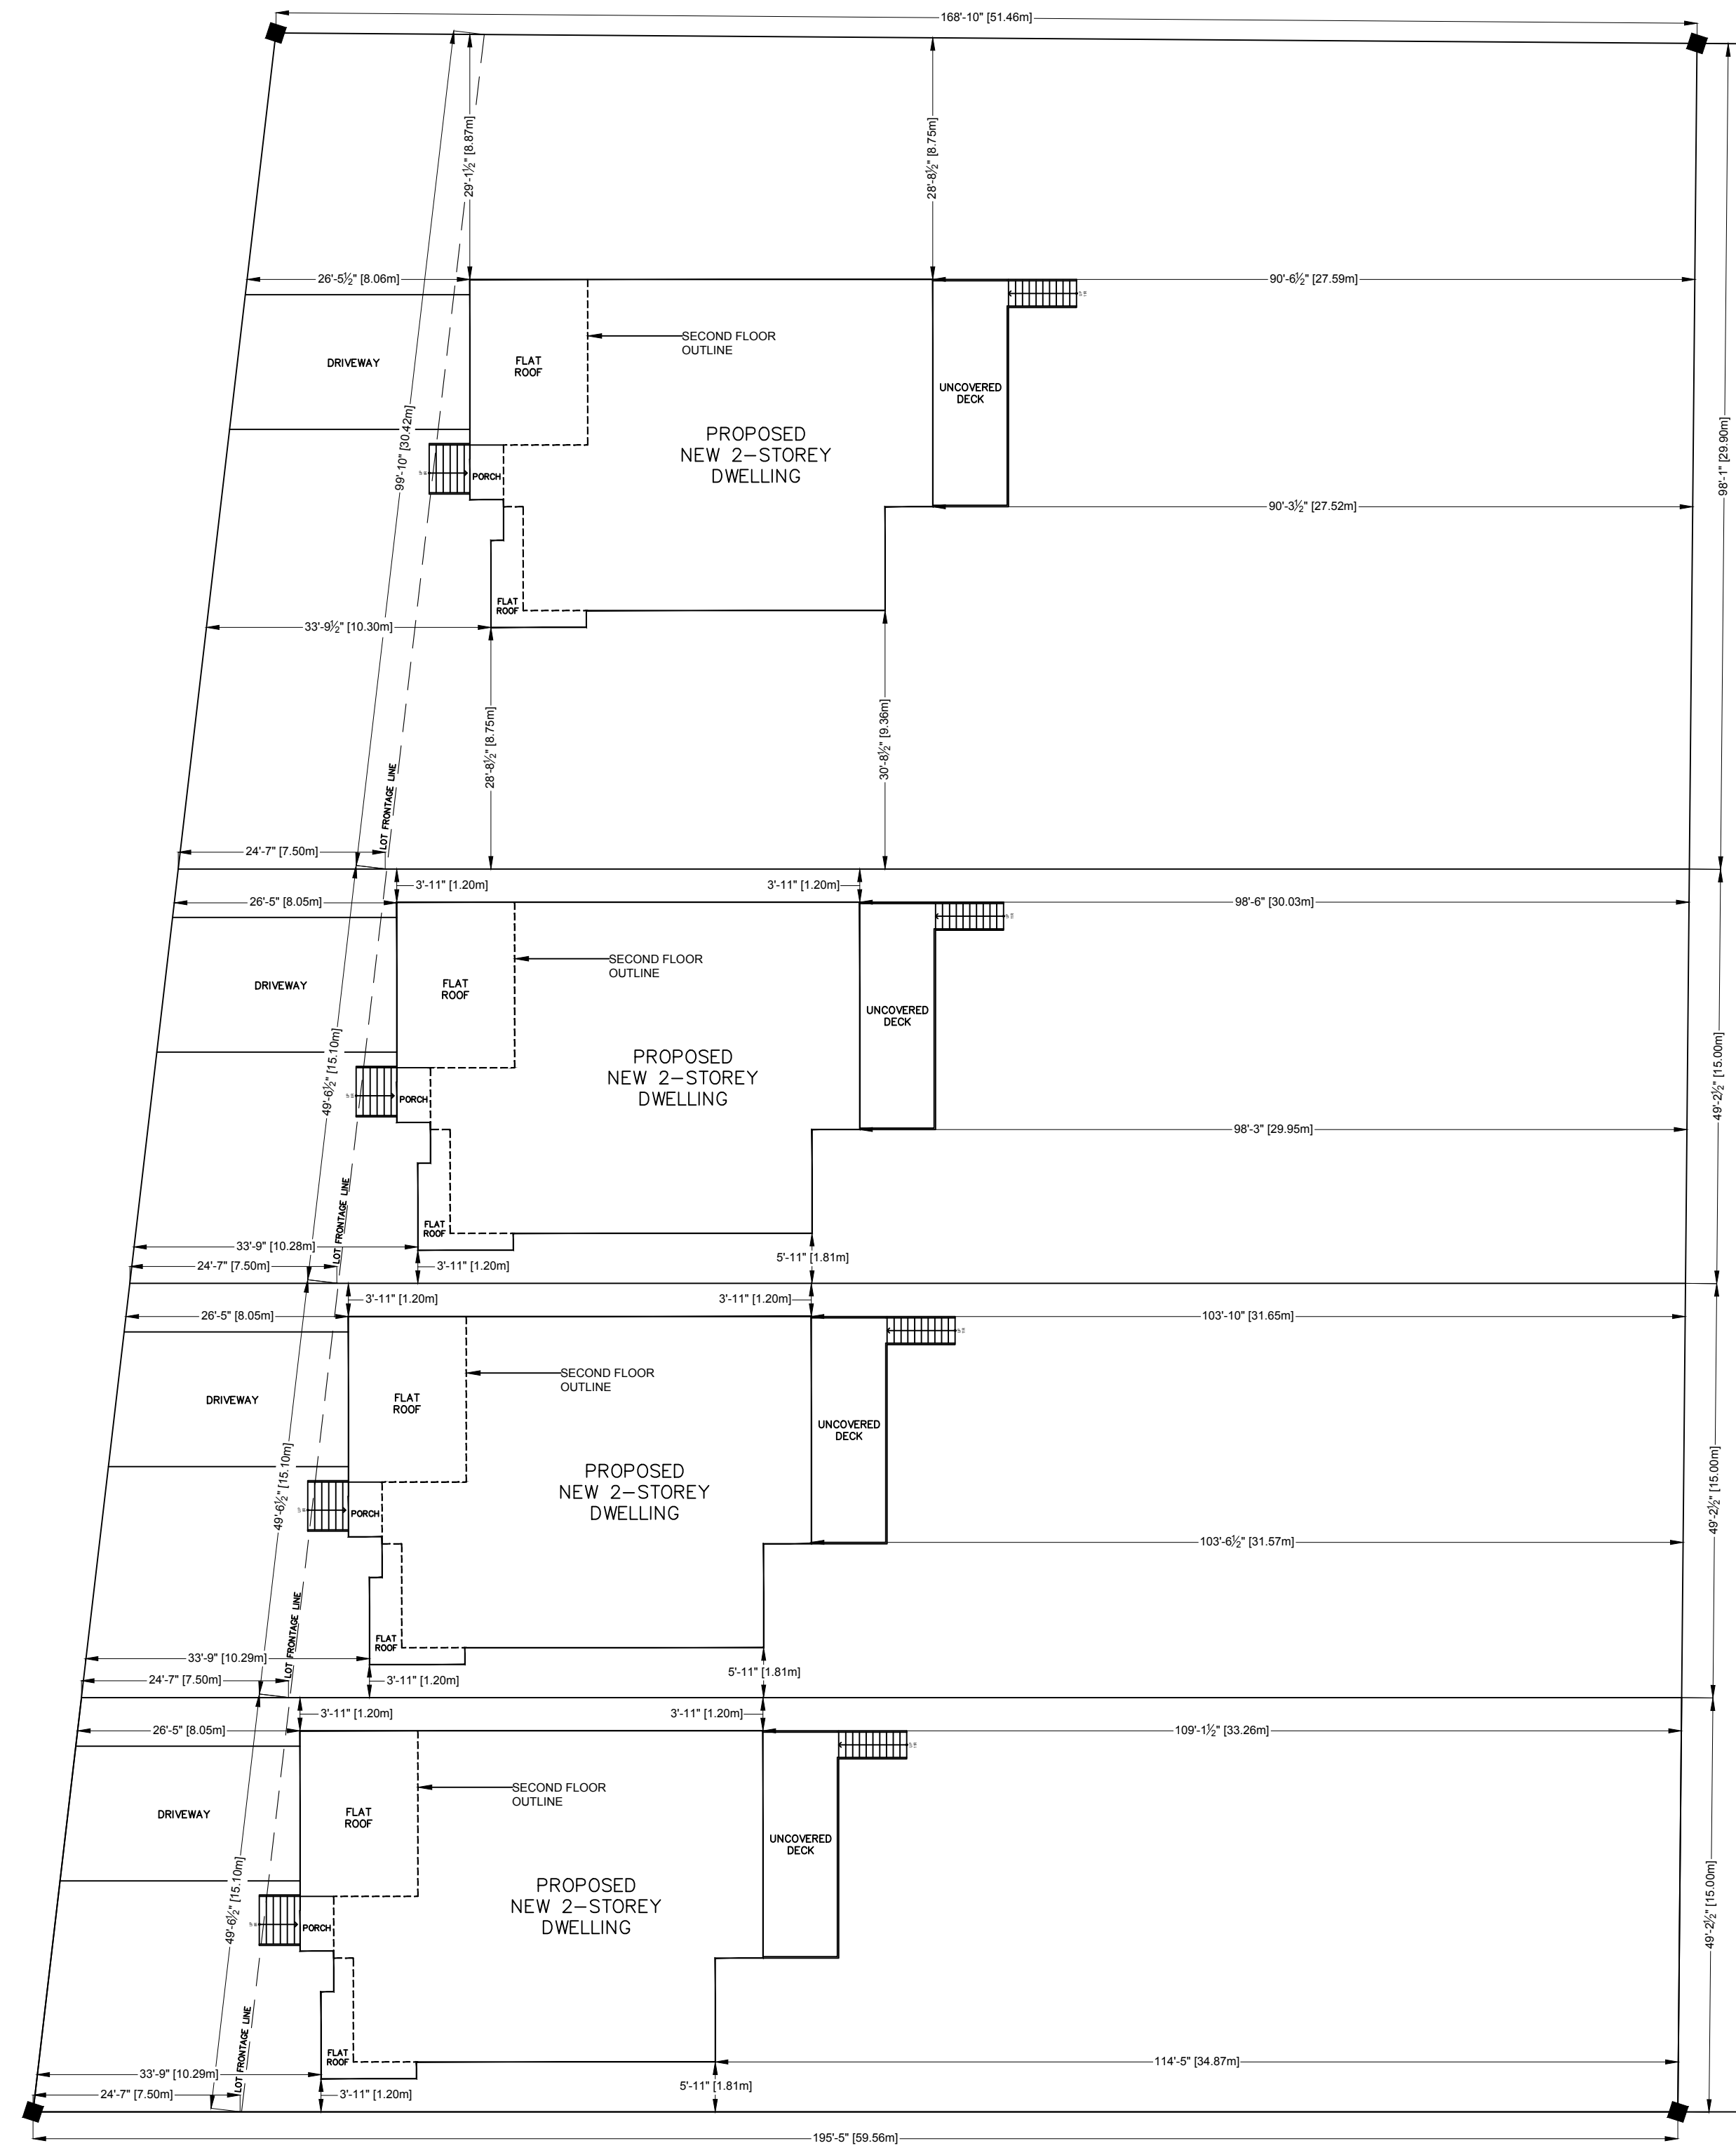 168'-10" [51.46m]
29'-1½" [8.87m]
28'-8½" [8.75m]
26'-5½" [8.06m]
90'-6½" [27.59m]
SECOND FLOOR
OUTLINE
DRIVEWAY
FLAT
ROOF
UNCOVERED
DECK
99'-10" [30.42m]
PROPOSED
NEW 2-STOREY
DWELLING
98'-1" [29.90m]
PORCH
90'-3½" [27.52m]
FLAT
ROOF
33'-9½" [10.30m]
28'-8½" [8.75m]
30'-8½" [9.36m]
LOT FRONTAGE LINE
24'-7" [7.50m]
3'-11" [1.20m]
3'-11" [1.20m]
26'-5" [8.05m]
98'-6" [30.03m]
SECOND FLOOR
OUTLINE
DRIVEWAY
FLAT
ROOF
UNCOVERED
DECK
49'-6½" [15.10m]
PROPOSED
NEW 2-STOREY
DWELLING
49'-2½" [15.00m]
PORCH
98'-3" [29.95m]
LOT FRONTAGE LINE
FLAT
ROOF
33'-9" [10.28m]
5'-11" [1.81m]
24'-7" [7.50m]
3'-11" [1.20m]
3'-11" [1.20m]
3'-11" [1.20m]
26'-5" [8.05m]
103'-10" [31.65m]
SECOND FLOOR
OUTLINE
DRIVEWAY
FLAT
ROOF
UNCOVERED
DECK
49'-6½" [15.10m]
PROPOSED
NEW 2-STOREY
DWELLING
49'-2½" [15.00m]
PORCH
103'-6½" [31.57m]
LOT FRONTAGE LINE
FLAT
ROOF
33'-9" [10.29m]
5'-11" [1.81m]
24'-7" [7.50m]
3'-11" [1.20m]
3'-11" [1.20m]
3'-11" [1.20m]
26'-5" [8.05m]
109'-1½" [33.26m]
SECOND FLOOR
OUTLINE
DRIVEWAY
FLAT
ROOF
UNCOVERED
DECK
49'-6½" [15.10m]
PROPOSED
NEW 2-STOREY
DWELLING
49'-2½" [15.00m]
PORCH
LOT FRONTAGE LINE
FLAT
ROOF
114'-5" [34.87m]
33'-9" [10.29m]
5'-11" [1.81m]
24'-7" [7.50m]
3'-11" [1.20m]
195'-5" [59.56m]